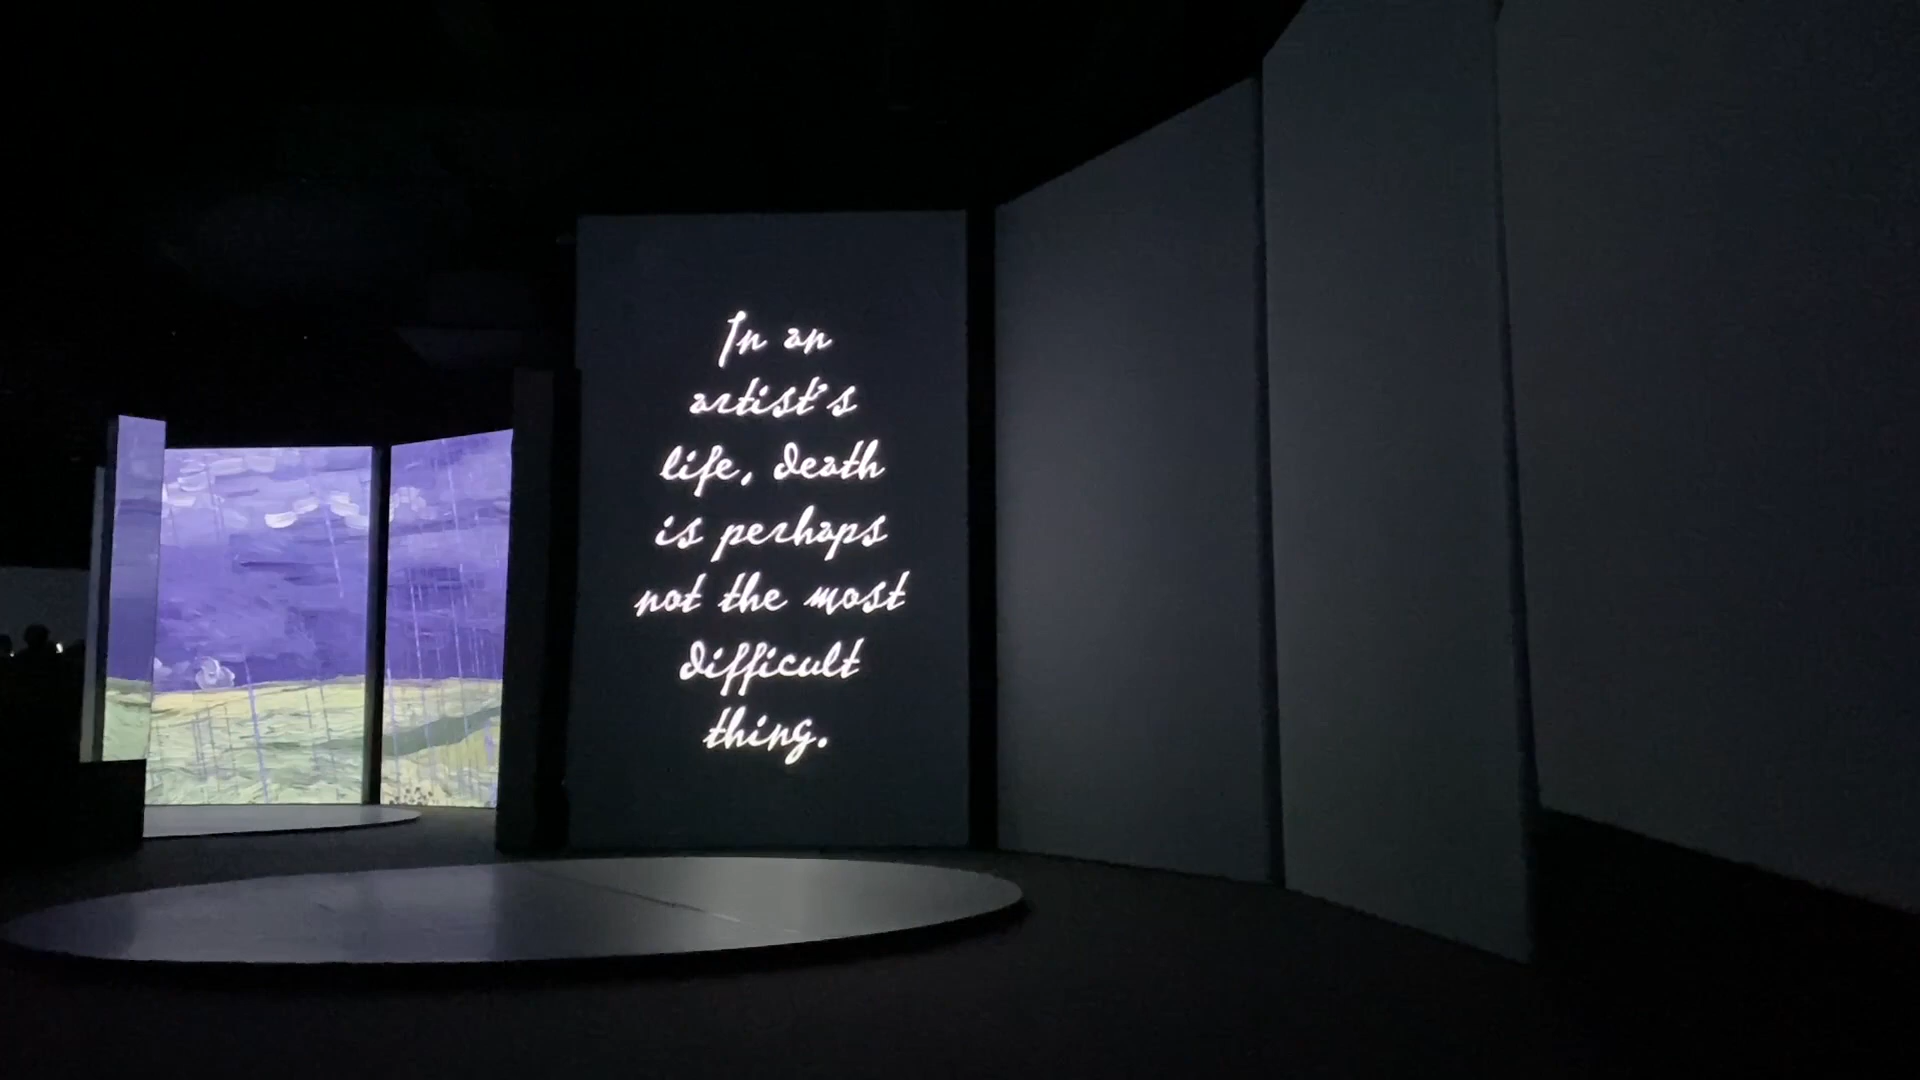 In an
artist's
life, death
is perhaps
not the most
difficult
thing.